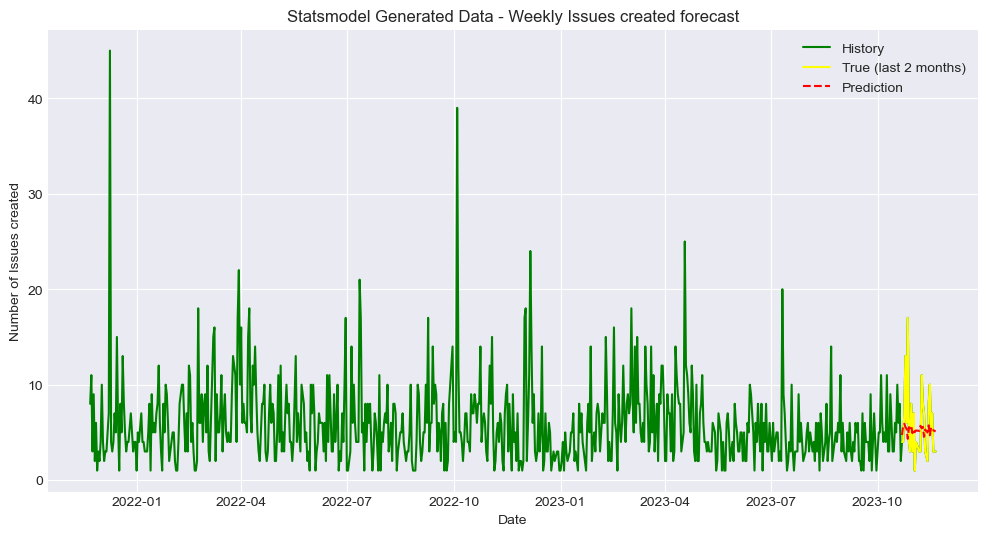 Statsmodel Generated Data - Weekly Issues created forecast
History
True (last 2 months)
Prediction
Number of Issues created
40
30
20
10
0
2022-01
2022-04
2022-07
2022-10
2023-01
2023-04
2023-07
2023-10
Date